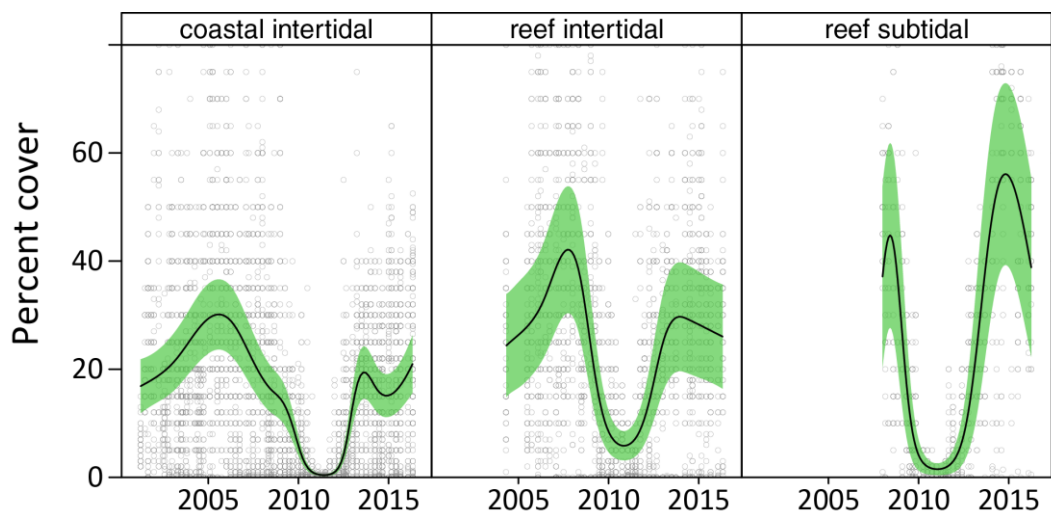 coastal intertidal reef intertidal reef subtidal
Percent cover
60
40
20
0
2005 2010 2015 2005 2010 2015 2005 2010 2015